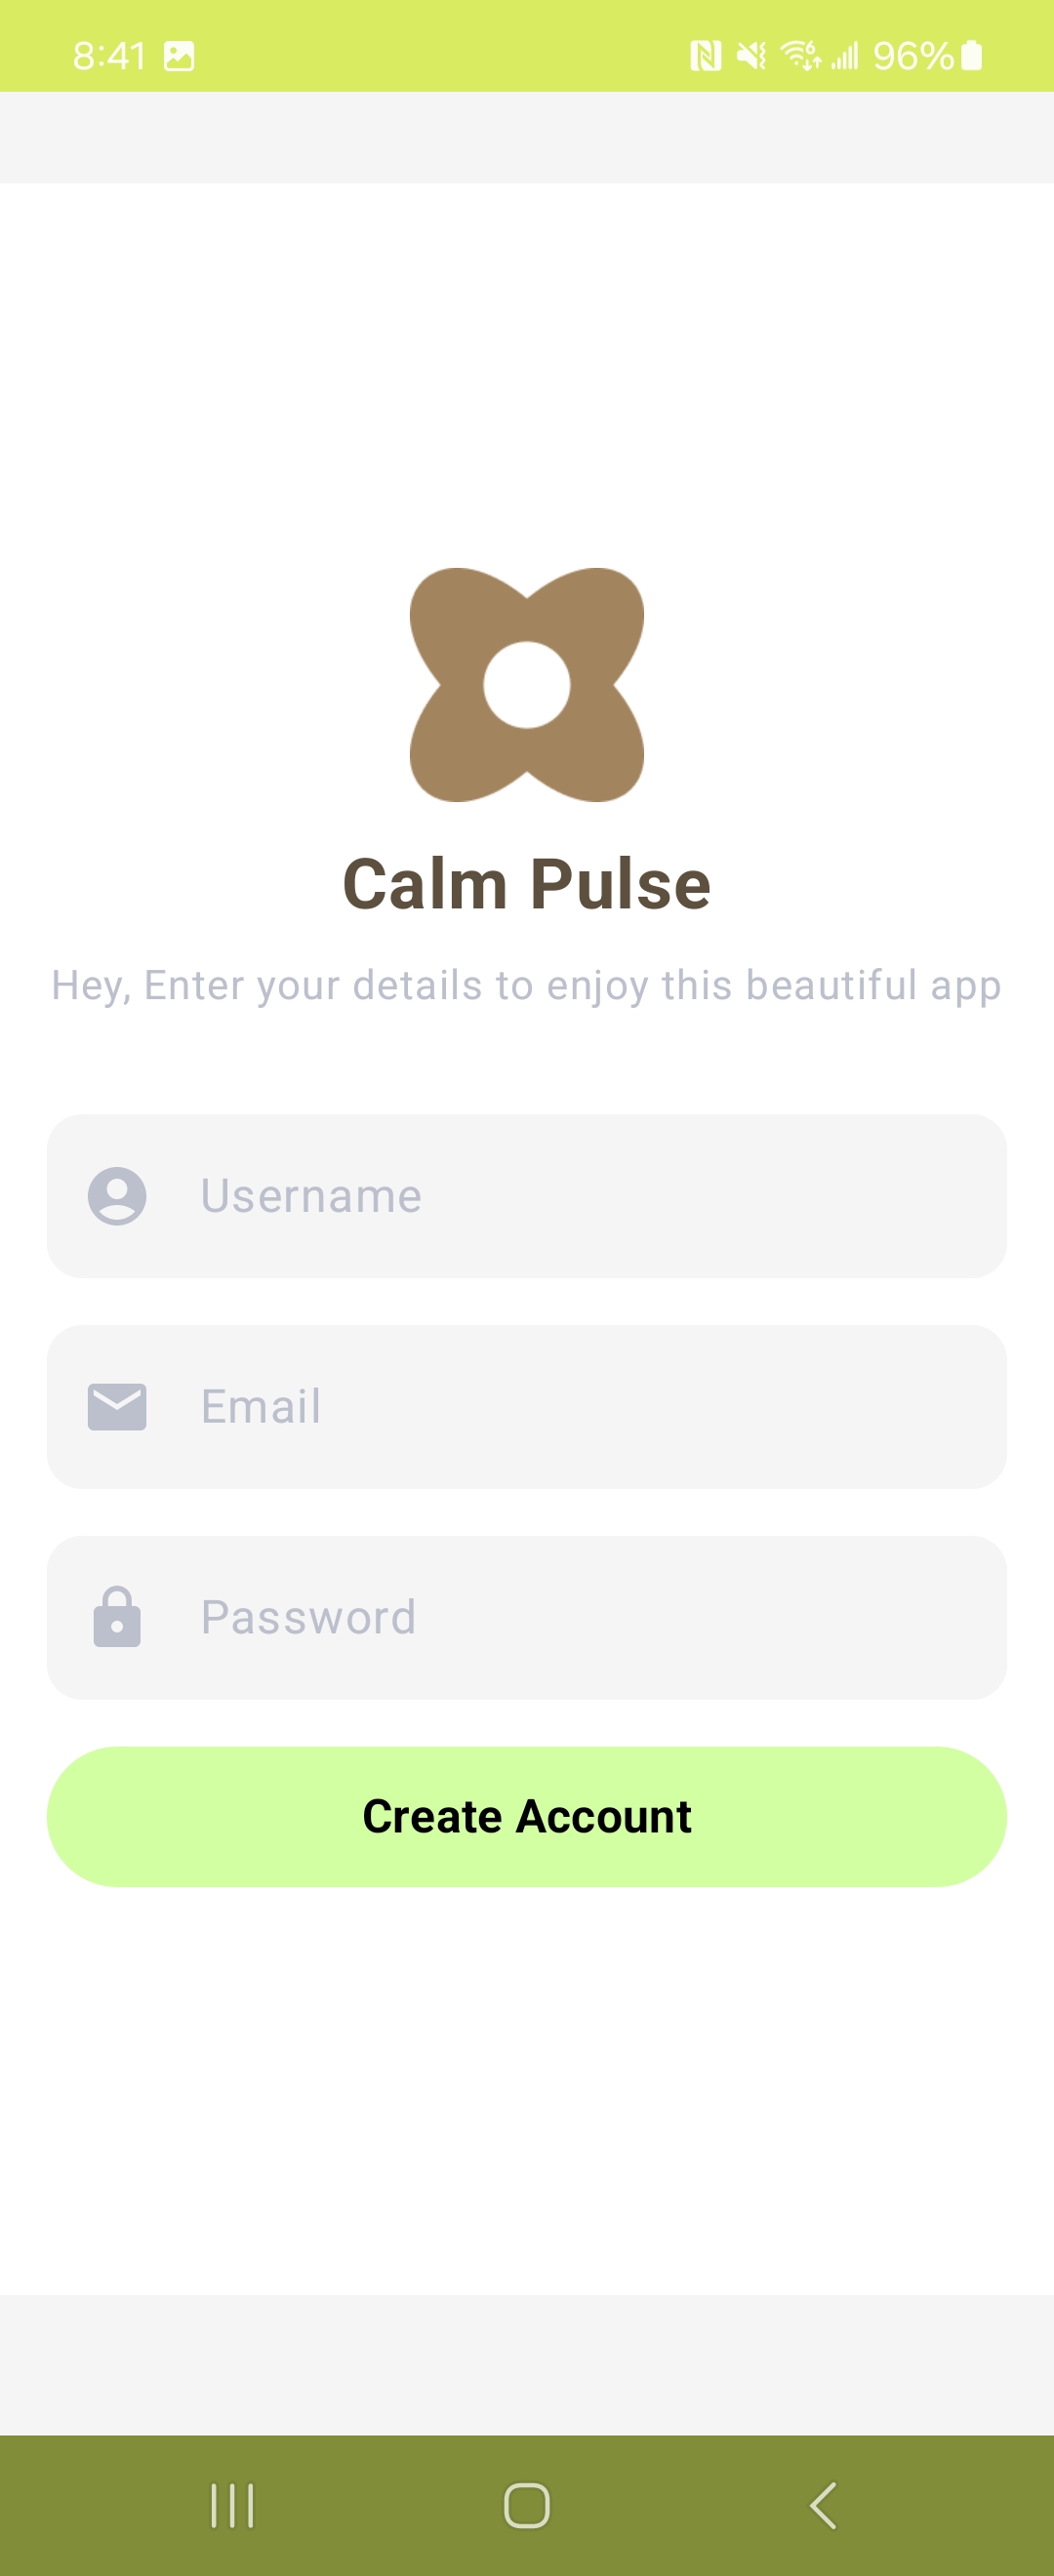 8:41
96%
Calm Pulse
Hey, Enter your details to enjoy this beautiful app
Username
Email
Password
Create Account